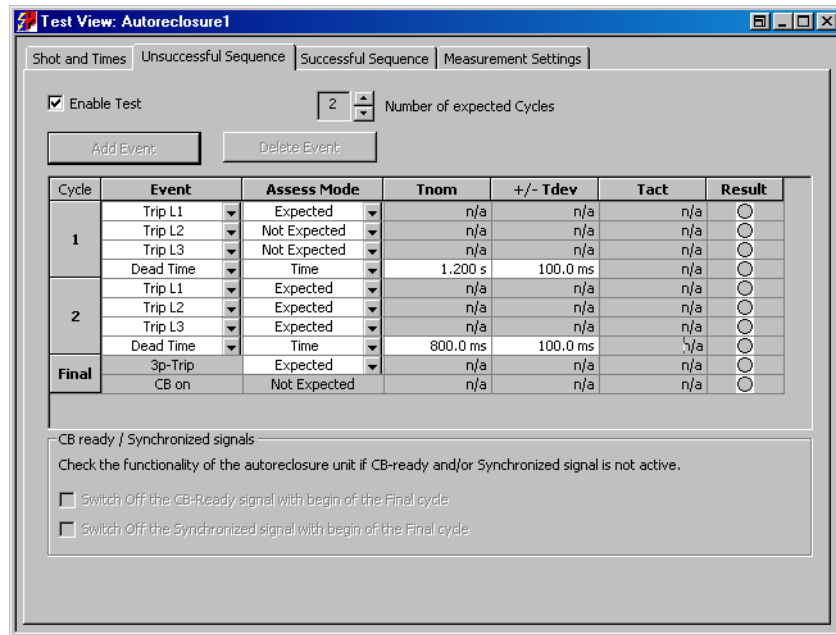 Test View: Autoreclosure1
Shot and Times Unsuccessful Sequence Successful Sequence Measurement Settings
Enable Test 2 Number of expected Cycles
Add Event Delete Event
Cycle Event Assess Mode Tnom +/- Tdev Tact Result
1 Trip L1 Expected n/a n/a n/a
Trip L2 Not Expected n/a n/a n/a
Trip L3 Not Expected n/a n/a n/a
Dead Time Time 1.200 s 100.0 ms n/a
2 Trip L1 Expected n/a n/a n/a
Trip L2 Expected n/a n/a n/a
Trip L3 Expected n/a n/a n/a
Dead Time Time 800.0 ms 100.0 ms n/a
Final 3p-Trip Expected n/a n/a n/a
CB on Not Expected n/a n/a n/a
CB ready / Synchronized signals
Check the functionality of the autoreclosure unit if CB-ready and/or Synchronized signal is not active.
Switch Off the CB-Ready signal with begin of the Final cycle
Switch Off the Synchronized signal with begin of the Final cycle